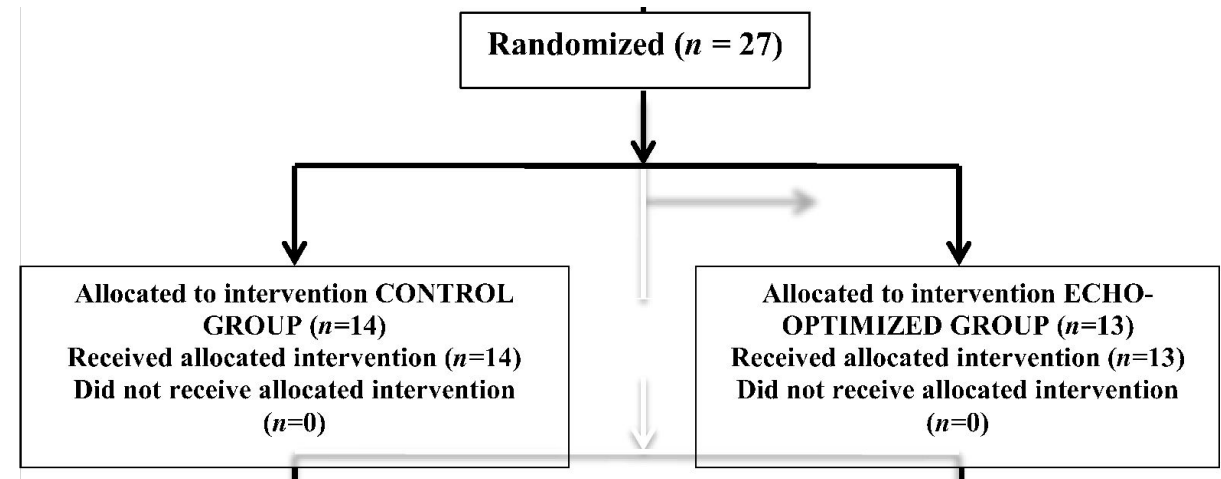 Randomized (n = 27)
Allocated to intervention CONTROL
GROUP (n=14)
Received allocated intervention (n=14)
Did not receive allocated intervention
(n=0)
Allocated to intervention ECHO-
OPTIMIZED GROUP (n=13)
Received allocated intervention (n=13)
Did not receive allocated intervention
(n=0)